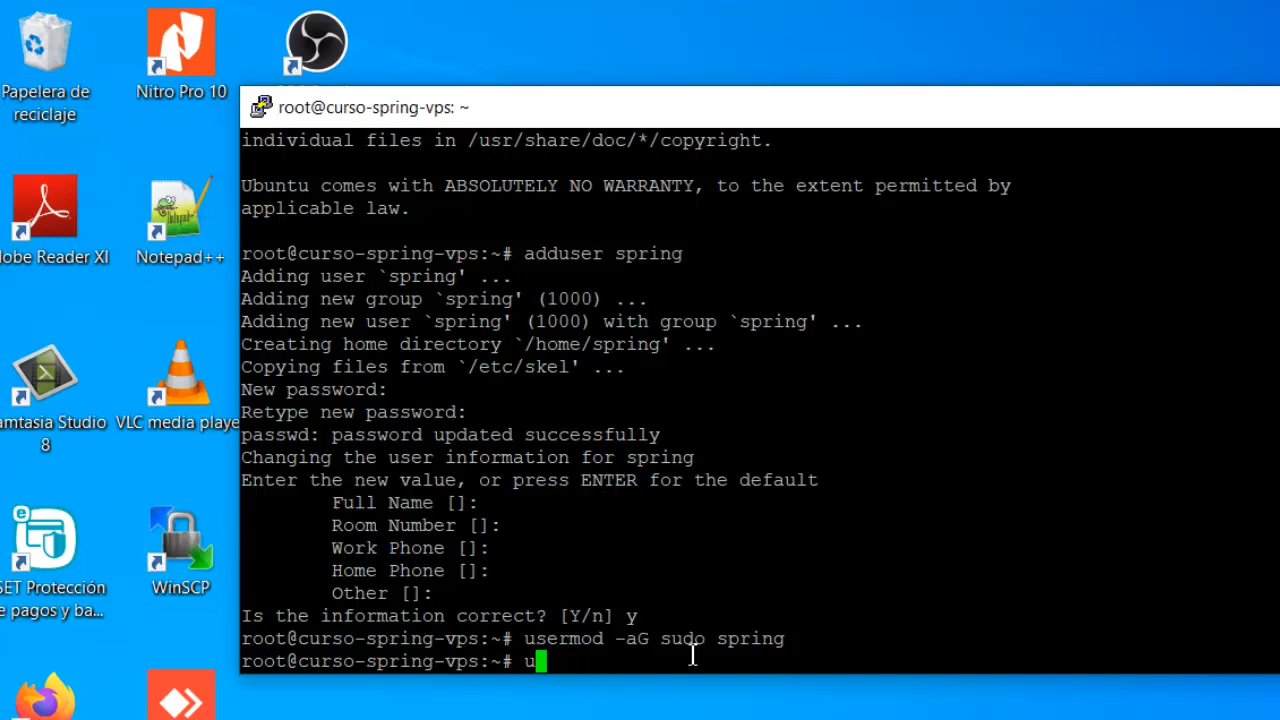 Papelera de
reciclaje
Nitro Pro 10
obe Reader XI
Notepad++
amtasia Studio
8
VLC media playe
SET Protección
e pagos y ba...
WinSCP
root@curso-spring-vps: ~
individual files in /usr/share/doc/*/copyright.
Ubuntu comes with ABSOLUTELY NO WARRANTY, to the extent permitted by
applicable law.
root@curso-spring-vps:~# adduser spring
Adding user `spring' ...
Adding new group `spring' (1000) ...
Adding new user `spring' (1000) with group `spring' ...
Creating home directory `/home/spring' ...
Copying files from `/etc/skel' ...
New password:
Retype new password:
passwd: password updated successfully
Changing the user information for spring
Enter the new value, or press ENTER for the default
Full Name []:
Room Number []:
Work Phone []:
Home Phone []:
Other []:
Is the information correct? [Y/n] y
root@curso-spring-vps:~# usermod -aG sudo spring
root@curso-spring-vps:~# u